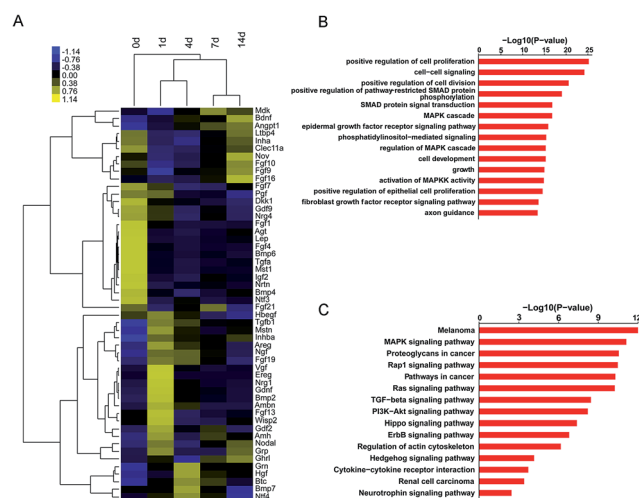 A
0d
1d
4d
7d
14d
-1.14
-0.76
-0.38
0.00
0.38
0.76
1.14
Mdk
Bdnf
Angpt1
Ltbp4
Inha
Clec11a
Nov
Fgf10
Fgf9
Fgf16
Fgf7
Pgf
Dkk1
Gdf9
Nrg4
Fgf1
Agt
Lep
Fgf4
Bmp6
Tgfa
Mst1
Igf2
Nrtn
Bmp4
Ntf3
Fgf21
Hbegf
Tgfb1
Mstn
Inhba
Areg
Ngf
Fgf19
Vgf
Ereg
Nrg1
Gdnf
Bmp2
Ambn
Fgf13
Wisp2
Gdf2
Amh
Nodal
Grp
Ghrl
Grn
Hgf
Btc
Bmp7
Ntf4
B
−Log10(P−value)
0 5 10 15 20 25
positive regulation of cell proliferation
cell−cell signaling
positive regulation of cell division
positive regulation of pathway−restricted SMAD protein
phosphorylation
SMAD protein signal transduction
MAPK cascade
epidermal growth factor receptor signaling pathway
phosphatidylinositol−mediated signaling
regulation of MAPK cascade
cell development
growth
activation of MAPKK activity
positive regulation of epithelial cell proliferation
fibroblast growth factor receptor signaling pathway
axon guidance
C
−Log10(P−value)
0 3 6 9 12
Melanoma
MAPK signaling pathway
Proteoglycans in cancer
Rap1 signaling pathway
Pathways in cancer
Ras signaling pathway
TGF−beta signaling pathway
PI3K−Akt signaling pathway
Hippo signaling pathway
ErbB signaling pathway
Regulation of actin cytoskeleton
Hedgehog signaling pathway
Cytokine−cytokine receptor interaction
Renal cell carcinoma
Neurotrophin signaling pathway